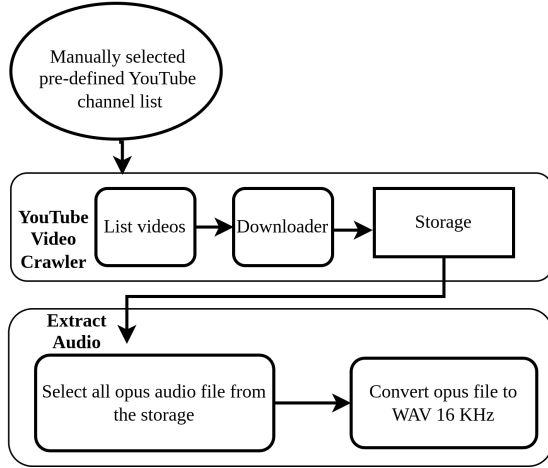 Manually selected
pre-defined YouTube
channel list
YouTube
Video
Crawler
List videos
Downloader
Storage
Extract
Audio
Select all opus audio file from
the storage
Convert opus file to
WAV 16 KHz